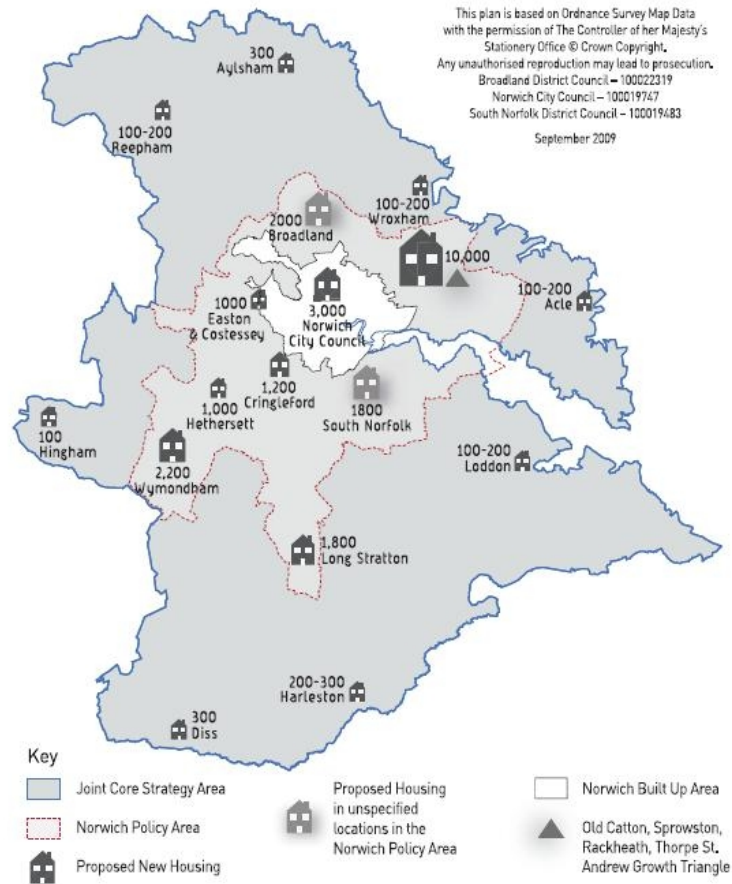 This plan is based on Ordnance Survey Map Data
with the permission of The Controller of her Majesty's
Stationery Office © Crown Copyright.
Any unauthorised reproduction may lead to prosecution.
Broadland District Council – 100022319
Norwich City Council – 100019747
South Norfolk District Council – 100019483
September 2009
300
Aylsham
100-200
Reepham
100-200
Wroxham
2000
Broadland
10,000
100-200
Acle
1000
Easton
& Costessey
3,000
Norwich
City Council
1,200
Cringleford
1,000
Hethersett
1800
South Norfolk
100
Hingham
2,200
Wymondham
100-200
Loddon
1,800
Long Stratton
200-300
Harleston
300
Diss
Key
Joint Core Strategy Area
Norwich Policy Area
Proposed New Housing
Proposed Housing
in unspecified
locations in the
Norwich Policy Area
Norwich Built Up Area
Old Catton, Sprowston,
Rackheath, Thorpe St.
Andrew Growth Triangle